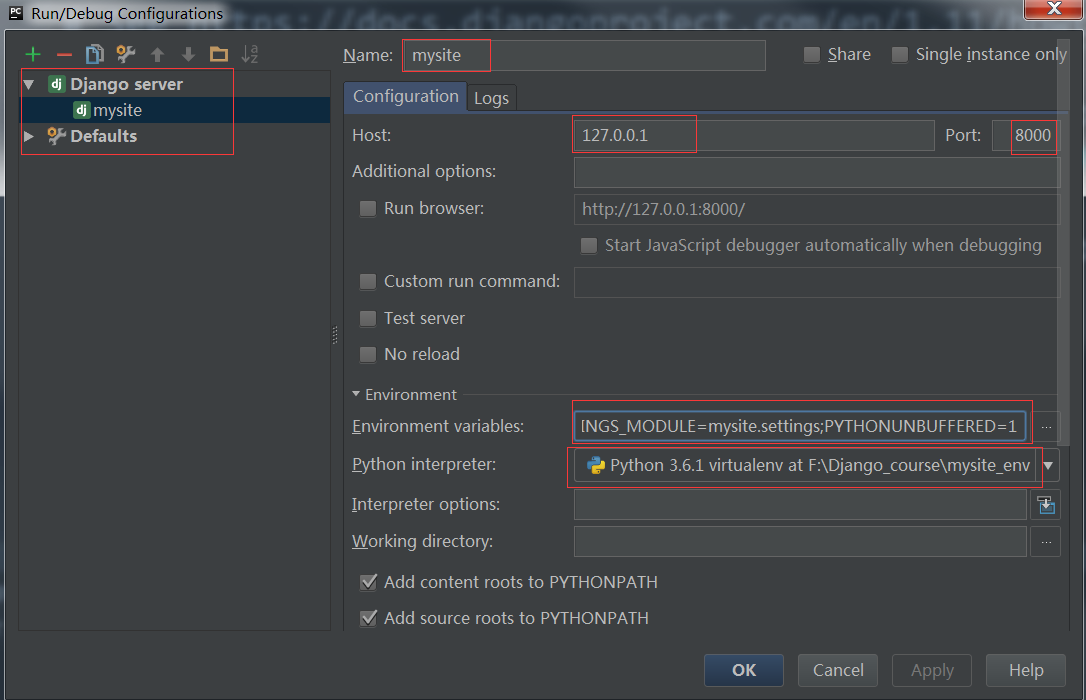 PC Run/Debug Configurations
https://docs.djangoproject.com/en/1.11/
Name: mysite Share Single instance only
dj Django server
dj mysite
Defaults
Configuration Logs
Host: 127.0.0.1 Port: 8000
Additional options:
Run browser: http://127.0.0.1:8000/
Start JavaScript debugger automatically when debugging
Custom run command:
Test server
No reload
Environment
Environment variables: INGS_MODULE=mysite.settings;PYTHONUNBUFFERED=1 ...
Python interpreter: Python 3.6.1 virtualenv at F:\Django_course\mysite_env
Interpreter options:
Working directory: ...
Add content roots to PYTHONPATH
Add source roots to PYTHONPATH
OK Cancel Apply Help